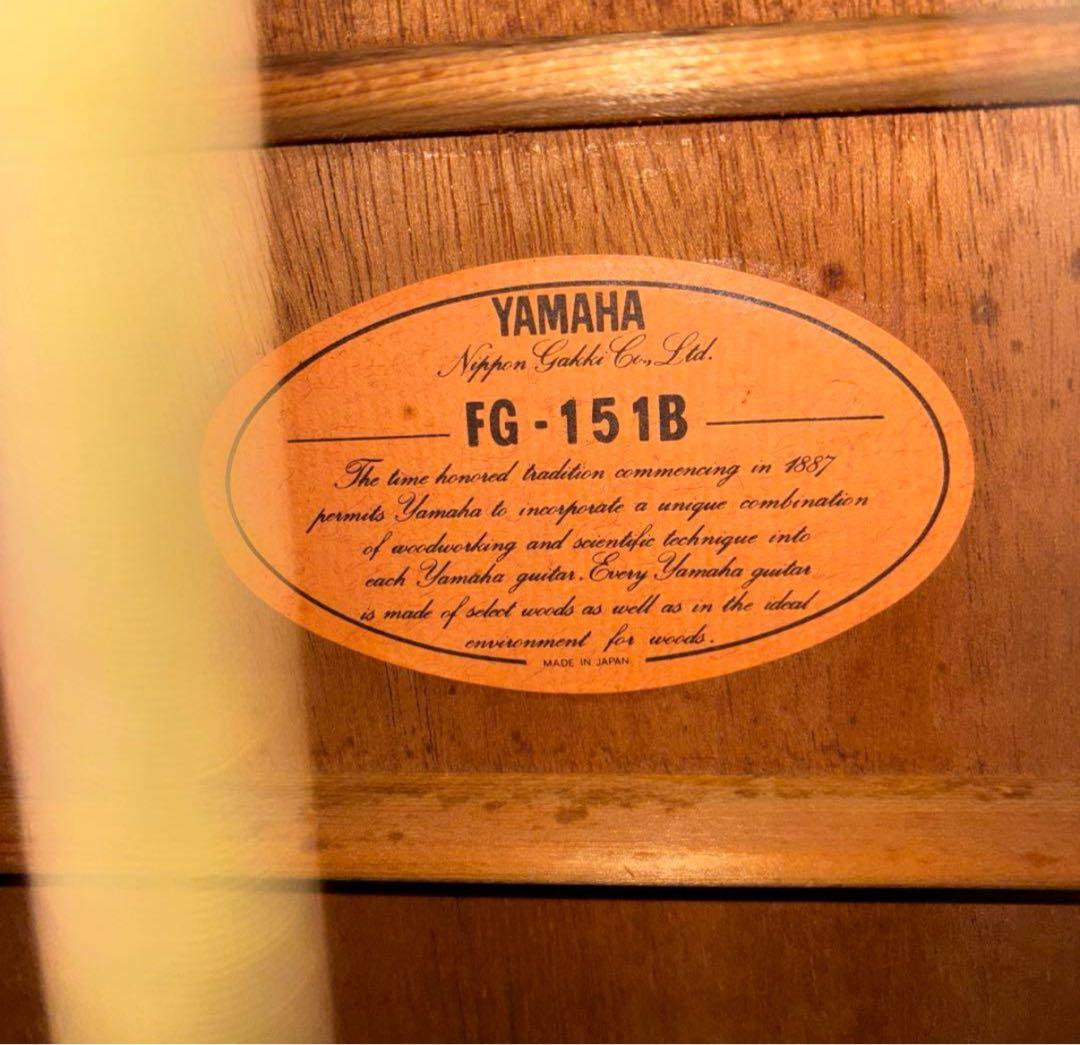 YAMAHA
Nippon Gakki Co., Ltd.
FG-151B
The time honored tradition commencing in 1887
permits Yamaha to incorporate a unique combination
of woodworking and scientific technique into
each Yamaha guitar. Every Yamaha guitar
is made of select woods as well as in the ideal
environment for woods.
MADE IN JAPAN